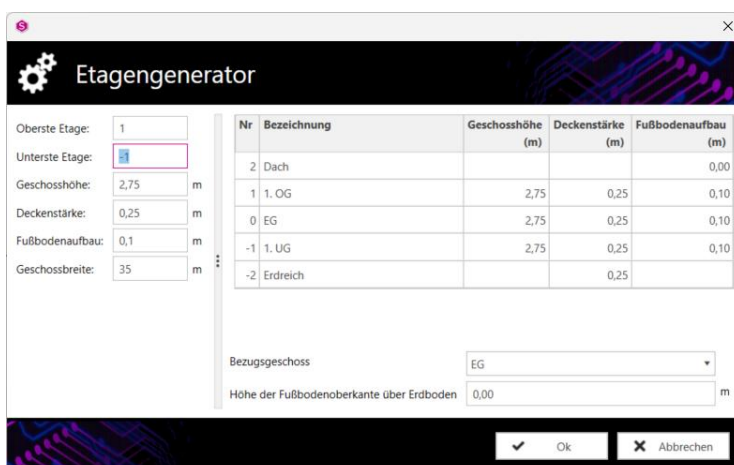 S
Etagengenerator
Oberste Etage: 1
Unterste Etage: -1
Geschosshöhe: 2,75 m
Deckenstärke: 0,25 m
Fußbodenaufbau: 0,1 m
Geschossbreite: 35 m
Nr Bezeichnung Geschosshöhe (m) Deckenstärke (m) Fußbodenaufbau (m)
2 Dach 0,00
1 1. OG 2,75 0,25 0,10
0 EG 2,75 0,25 0,10
-1 1. UG 2,75 0,25 0,10
-2 Erdreich 0,25
Bezugsgeschoss EG
Höhe der Fußbodenoberkante über Erdboden 0,00 m
Ok Abbrechen